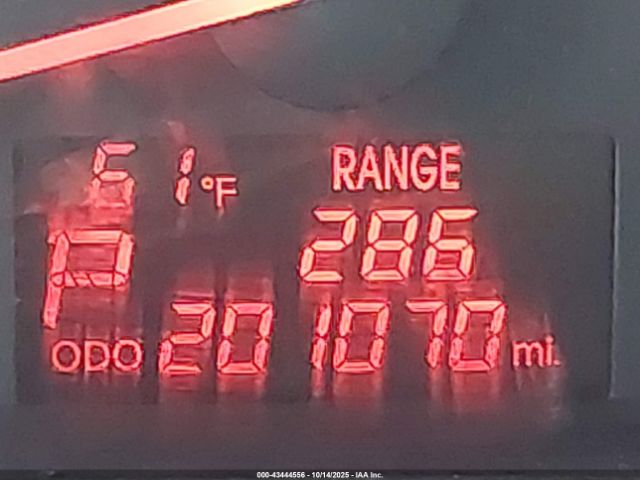 61°F RANGE
286
P
ODO 201070 mi.
000-43444556 - 10/14/2025 - IAA Inc.